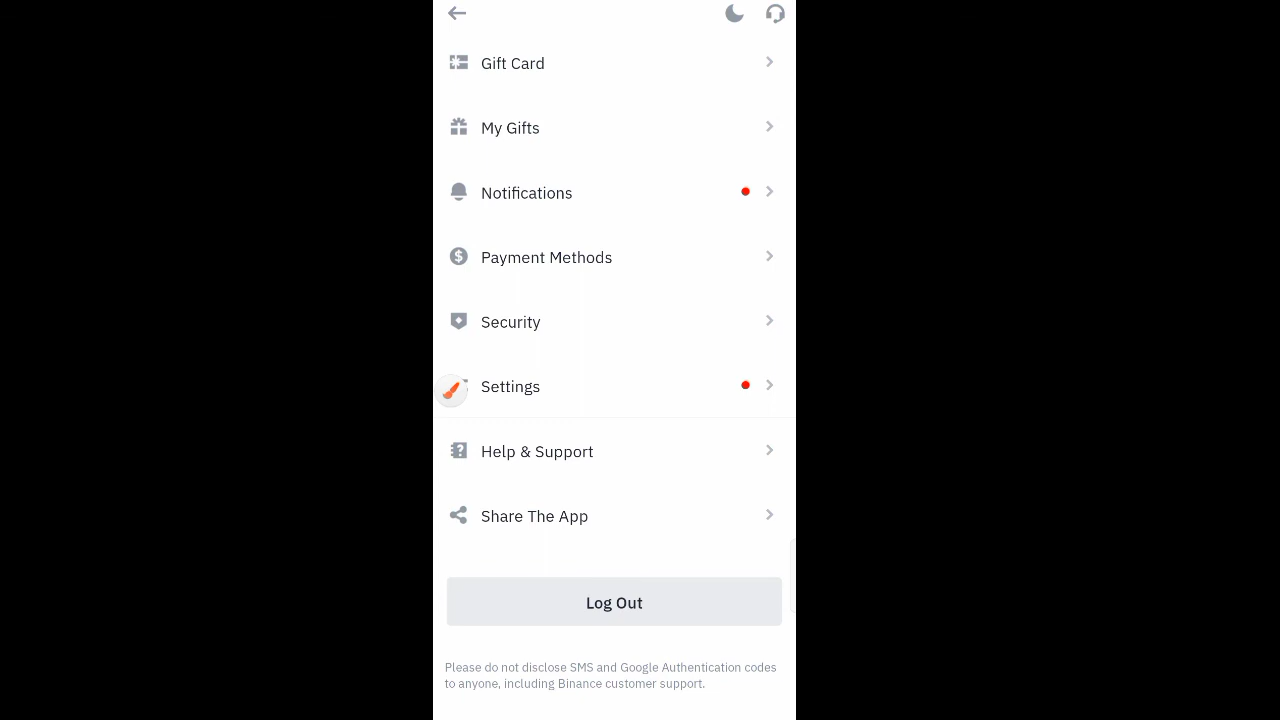 Gift Card
My Gifts
Notifications
Payment Methods
Security
Settings
Help & Support
Share The App
Log Out
Please do not disclose SMS and Google Authentication codes
to anyone, including Binance customer support.